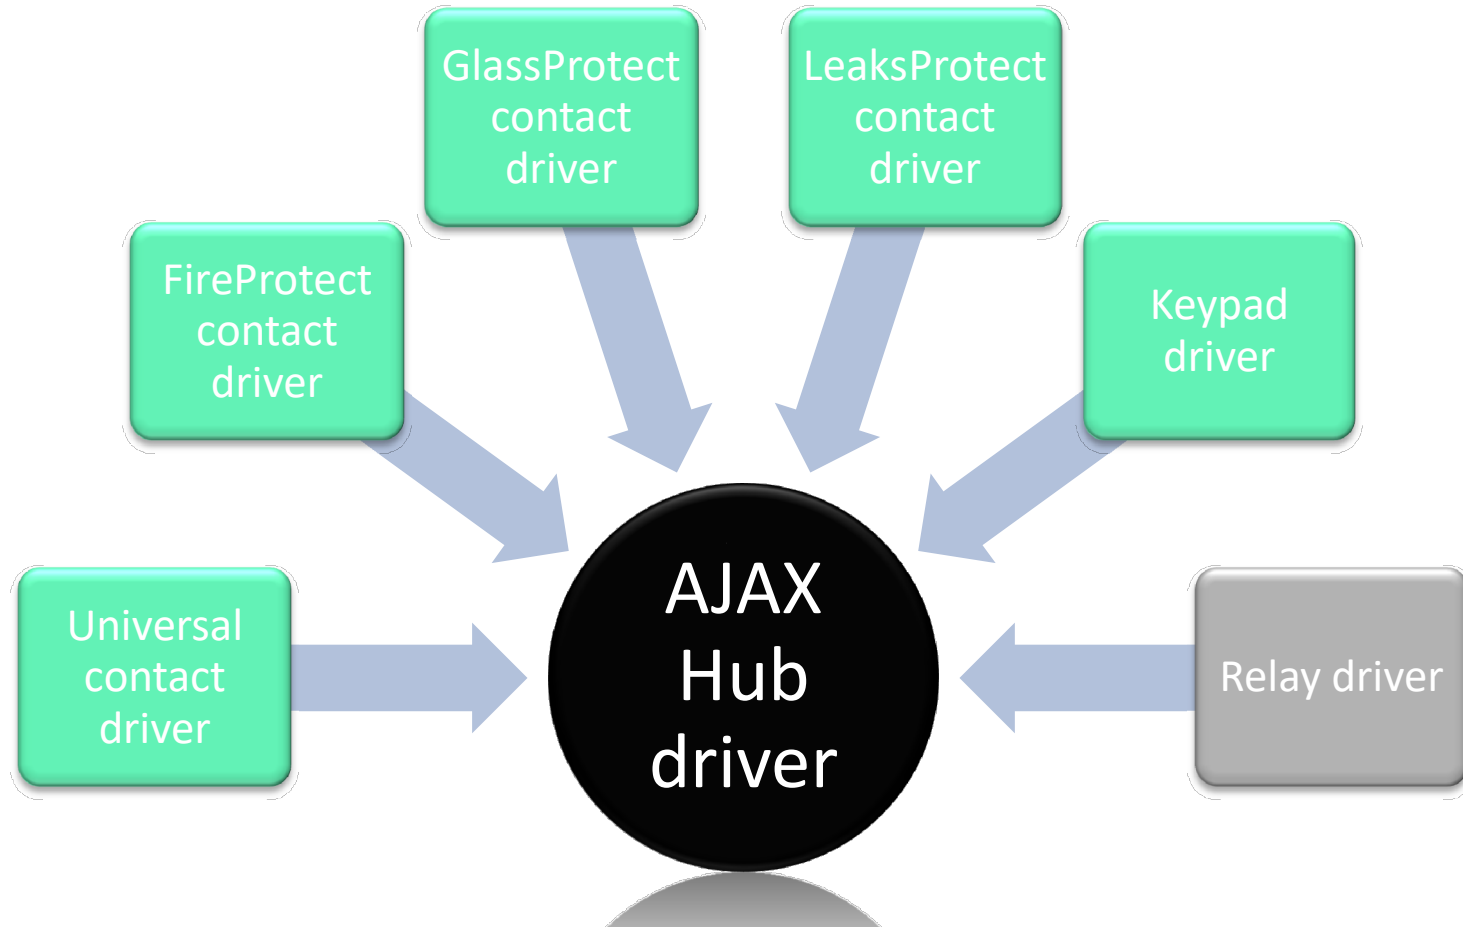 GlassProtect
contact
driver
LeaksProtect
contact
driver
FireProtect
contact
driver
Keypad
driver
Universal
contact
driver
AJAX
Hub
driver
Relay driver